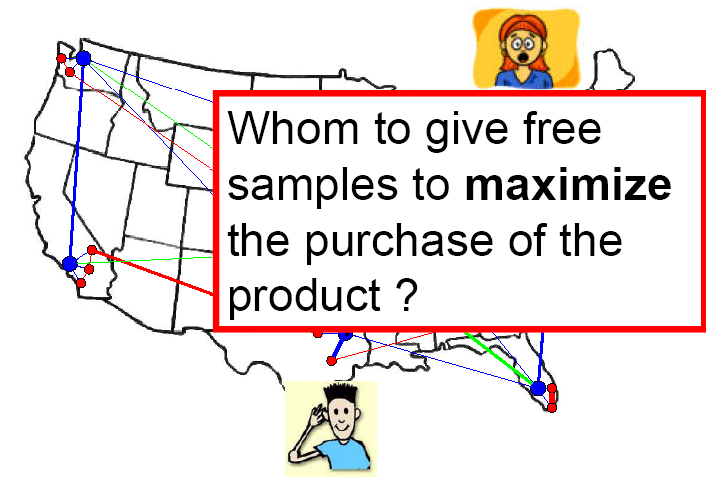 Whom to give free
samples to maximize
the purchase of the
product ?